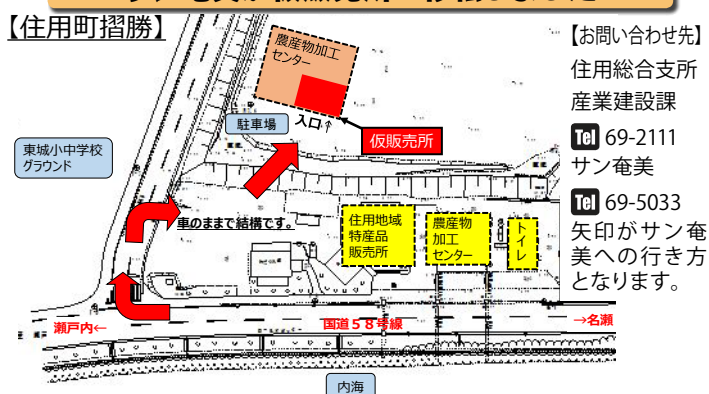 【住用町摺勝】
農産物加工
センター
入口↑
駐車場
仮販売所
東城小中学校
グラウンド
車のままで結構です。
住用地域
特産品
販売所
農産物
加工
センター
トイレ
瀬戸内←
国道58号線
→名瀬
内海
【お問い合わせ先】
住用総合支所
産業建設課
Tel 69-2111
サン奄美
Tel 69-5033
矢印がサン奄
美への行き方
となります。